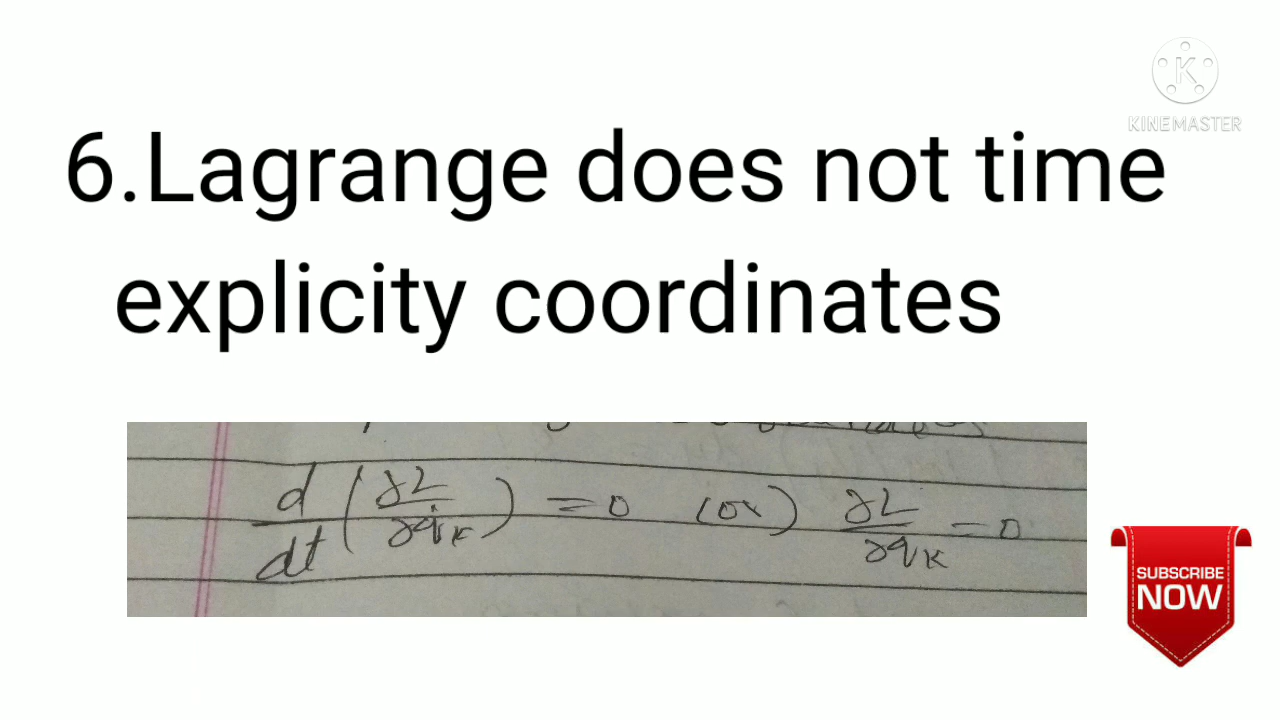 KINEMASTER
6.Lagrange does not time
explicity coordinates
d/dt (∂L/∂q̇k) = 0 (or) ∂L/∂qk = 0
SUBSCRIBE
NOW